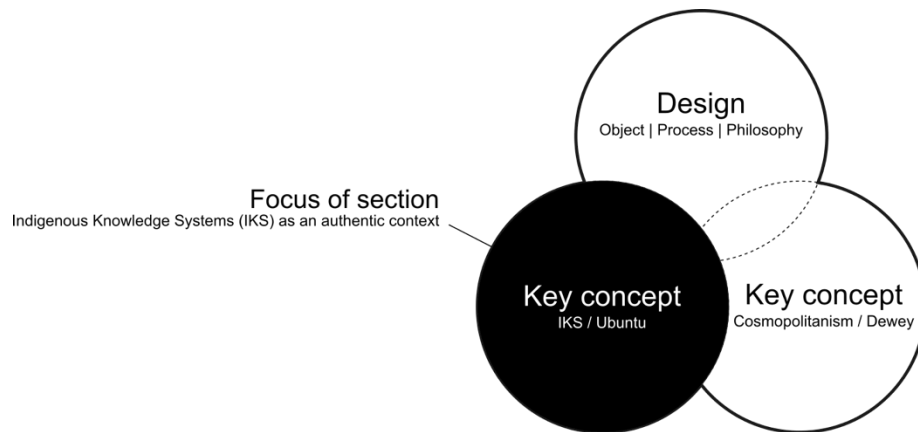 Design
Object | Process | Philosophy
Focus of section
Indigenous Knowledge Systems (IKS) as an authentic context
Key concept
IKS / Ubuntu
Key concept
Cosmopolitanism / Dewey